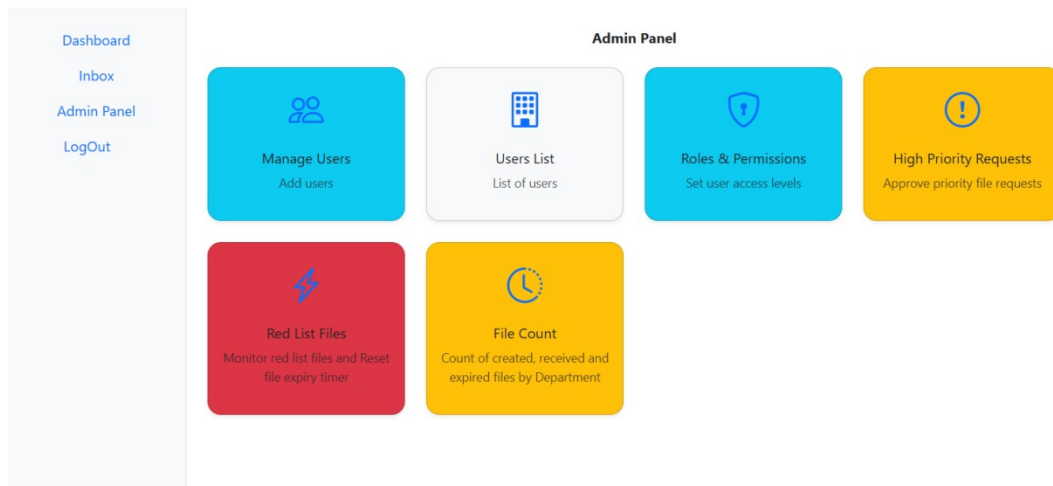 Dashboard
Inbox
Admin Panel
LogOut
Admin Panel
Manage Users
Add users
Users List
List of users
Roles & Permissions
Set user access levels
High Priority Requests
Approve priority file requests
Red List Files
Monitor red list files and Reset
file expiry timer
File Count
Count of created, received and
expired files by Department